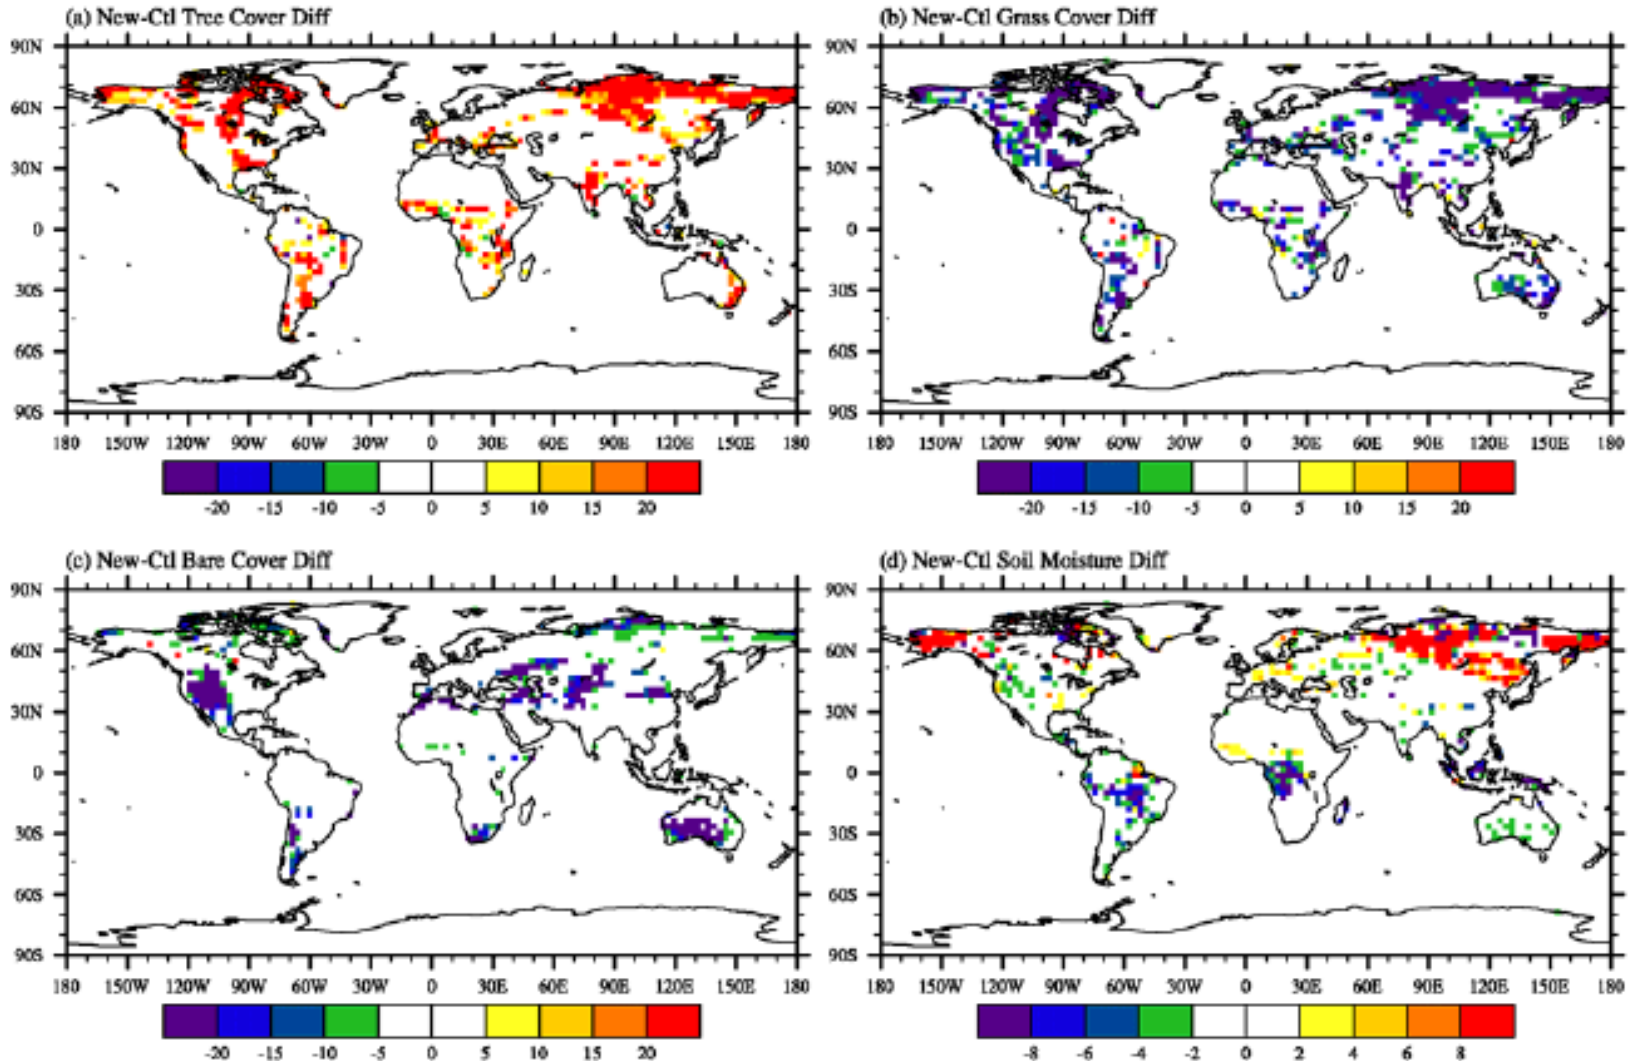 (a) New-Ctl Tree Cover Diff
(b) New-Ctl Grass Cover Diff
90N 90N
60N 60N
30N 30N
0 0
30S 30S
60S 60S
90S 90S
180 150W 120W 90W 60W 30W 0 30E 60E 90E 120E 150E 180
180 150W 120W 90W 60W 30W 0 30E 60E 90E 120E 150E 180
-20 -15 -10 -5 0 5 10 15 20
-20 -15 -10 -5 0 5 10 15 20
(c) New-Ctl Bare Cover Diff
(d) New-Ctl Soil Moisture Diff
90N 90N
60N 60N
30N 30N
0 0
30S 30S
60S 60S
90S 90S
180 150W 120W 90W 60W 30W 0 30E 60E 90E 120E 150E 180
180 150W 120W 90W 60W 30W 0 30E 60E 90E 120E 150E 180
-20 -15 -10 -5 0 5 10 15 20
-8 -6 -4 -2 0 2 4 6 8